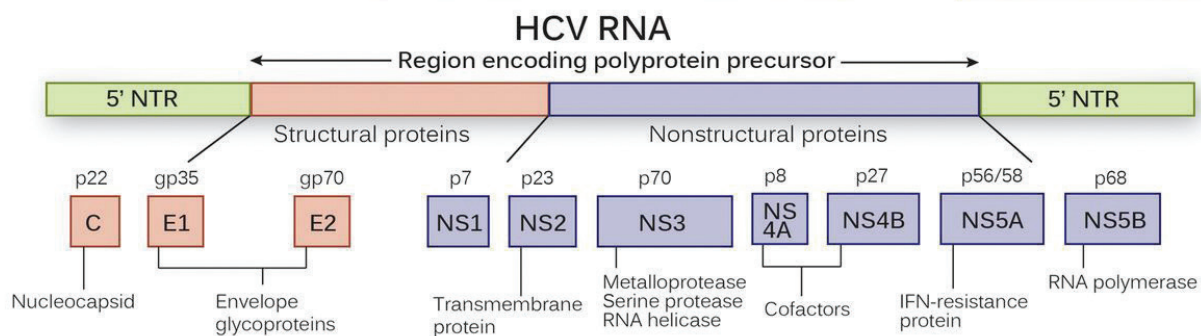 HCV RNA
Region encoding polyprotein precursor
5' NTR
5' NTR
Structural proteins
Nonstructural proteins
p22
gp35
gp70
p7
p23
p70
p8
p27
p56/58
p68
C
E1
E2
NS1
NS2
NS3
NS
4A
NS4B
NS5A
NS5B
Nucleocapsid
Envelope
glycoproteins
Transmembrane
protein
Metalloprotease
Serine protease
RNA helicase
Cofactors
IFN-resistance
protein
RNA polymerase